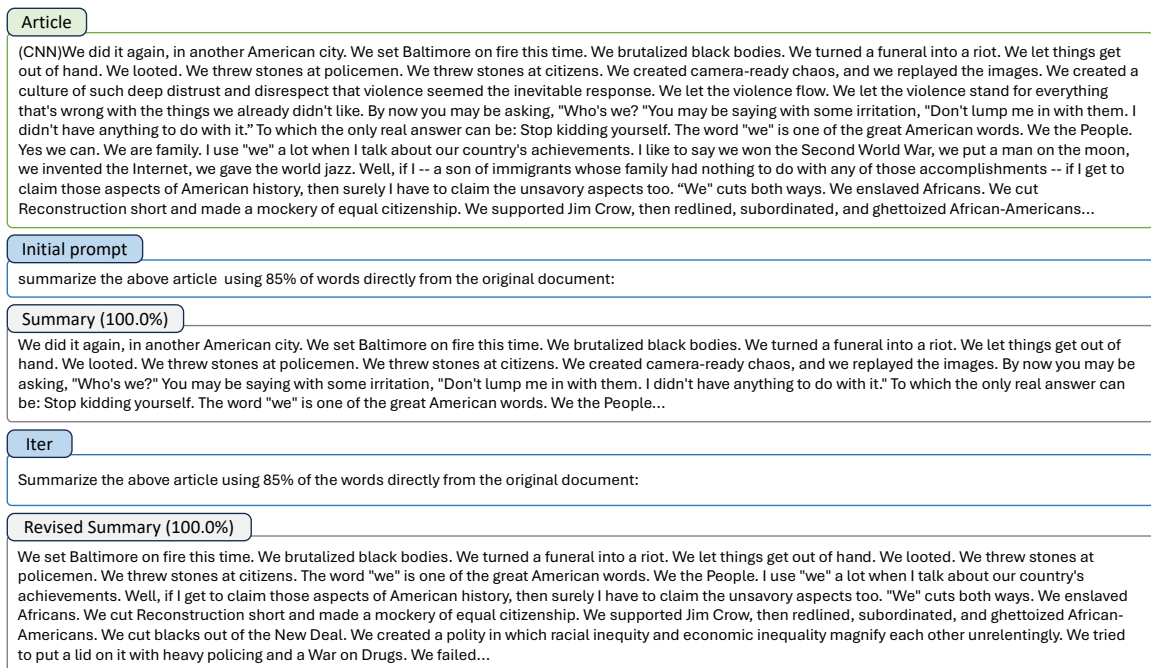 Article
(CNN)We did it again, in another American city. We set Baltimore on fire this time. We brutalized black bodies. We turned a funeral into a riot. We let things get
out of hand. We looted. We threw stones at policemen. We threw stones at citizens. We created camera-ready chaos, and we replayed the images. We created a
culture of such deep distrust and disrespect that violence seemed the inevitable response. We let the violence flow. We let the violence stand for everything
that's wrong with the things we already didn't like. By now you may be asking, "Who's we? "You may be saying with some irritation, "Don't lump me in with them. I
didn't have anything to do with it.” To which the only real answer can be: Stop kidding yourself. The word "we" is one of the great American words. We the People.
Yes we can. We are family. I use "we" a lot when I talk about our country's achievements. I like to say we won the Second World War, we put a man on the moon,
we invented the Internet, we gave the world jazz. Well, if I -- a son of immigrants whose family had nothing to do with any of those accomplishments -- if I get to
claim those aspects of American history, then surely I have to claim the unsavory aspects too. “We" cuts both ways. We enslaved Africans. We cut
Reconstruction short and made a mockery of equal citizenship. We supported Jim Crow, then redlined, subordinated, and ghettoized African-Americans...
Initial prompt
summarize the above article using 85% of words directly from the original document:
Summary (100.0%)
We did it again, in another American city. We set Baltimore on fire this time. We brutalized black bodies. We turned a funeral into a riot. We let things get out of
hand. We looted. We threw stones at policemen. We threw stones at citizens. We created camera-ready chaos, and we replayed the images. By now you may be
asking, "Who's we?" You may be saying with some irritation, "Don't lump me in with them. I didn't have anything to do with it." To which the only real answer can
be: Stop kidding yourself. The word "we" is one of the great American words. We the People...
Iter
Summarize the above article using 85% of the words directly from the original document:
Revised Summary (100.0%)
We set Baltimore on fire this time. We brutalized black bodies. We turned a funeral into a riot. We let things get out of hand. We looted. We threw stones at
policemen. We threw stones at citizens. The word "we" is one of the great American words. We the People. I use "we" a lot when I talk about our country's
achievements. Well, if I get to claim those aspects of American history, then surely I have to claim the unsavory aspects too. "We" cuts both ways. We enslaved
Africans. We cut Reconstruction short and made a mockery of equal citizenship. We supported Jim Crow, then redlined, subordinated, and ghettoized African-
Americans. We cut blacks out of the New Deal. We created a polity in which racial inequity and economic inequality magnify each other unrelentingly. We tried
to put a lid on it with heavy policing and a War on Drugs. We failed...